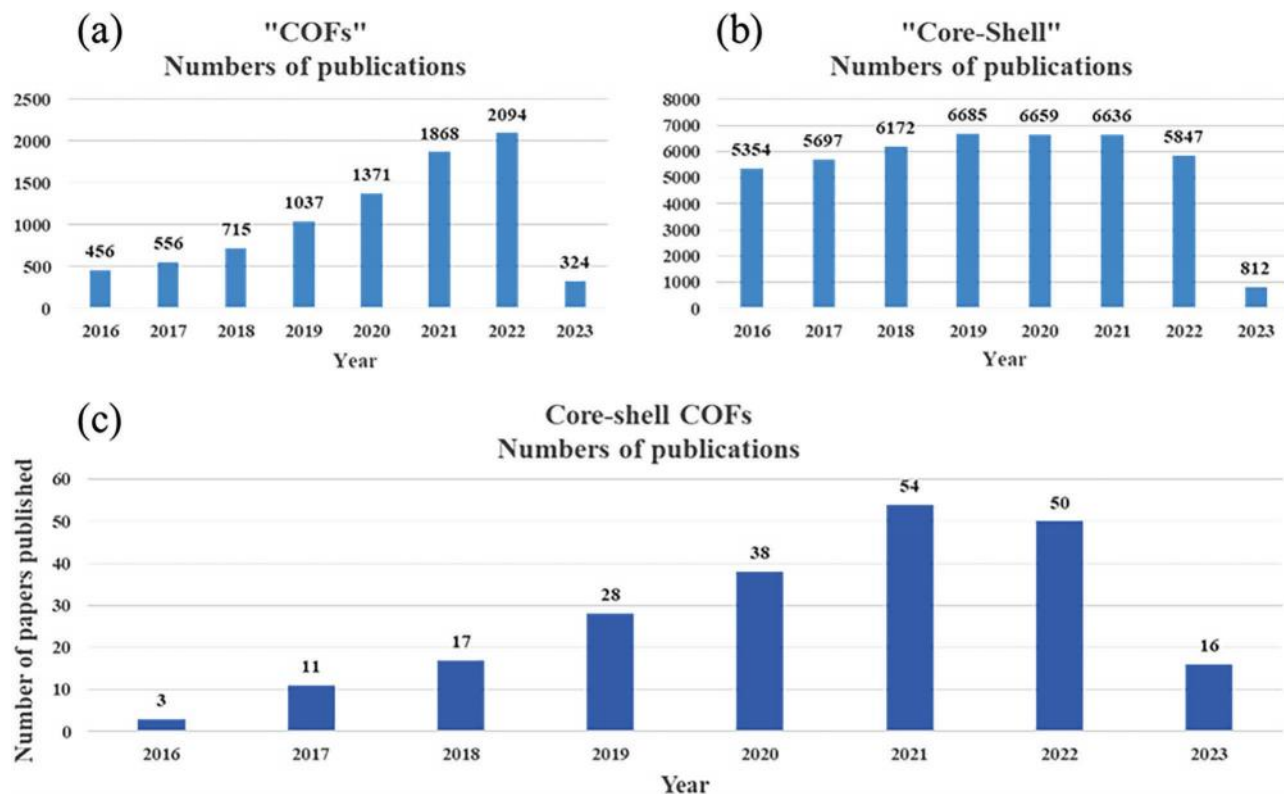 (a)
"COFs"
Numbers of publications
2500
2000
1500
1000
500
0
456
556
715
1037
1371
1868
2094
324
2016 2017 2018 2019 2020 2021 2022 2023
Year
(b)
"Core-Shell"
Numbers of publications
8000
7000
6000
5000
4000
3000
2000
1000
0
5354
5697
6172
6685
6659
6636
5847
812
2016 2017 2018 2019 2020 2021 2022 2023
Year
(c)
Core-shell COFs
Numbers of publications
Number of papers published
60
50
40
30
20
10
0
3
11
17
28
38
54
50
16
2016 2017 2018 2019 2020 2021 2022 2023
Year